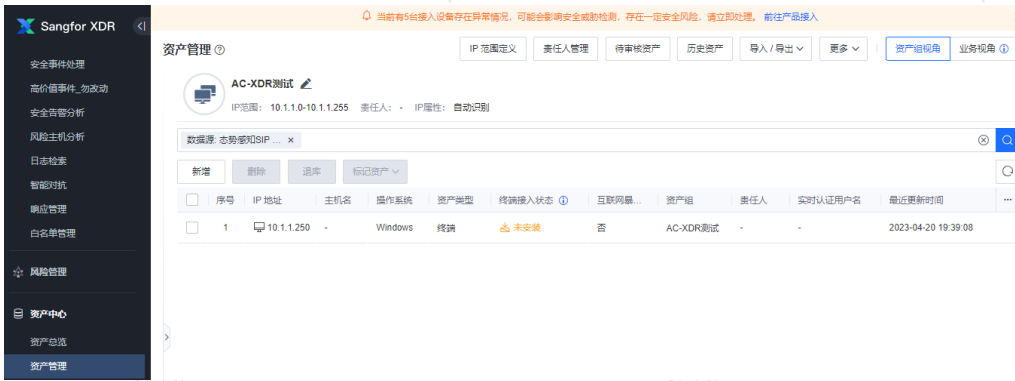 Sangfor XDR
当前有5台接入设备存在异常情况，可能会影响安全威胁检测，存在一定安全风险，请立即处理。 前往产品接入
资产管理
IP 范围定义 责任人管理 待审核资产 历史资产 导入 / 导出 更多 资产组视角 业务视角
安全事件处理
高价值事件_勿改动
安全告警分析
风险主机分析
日志检索
智能对抗
响应管理
白名单管理
风险管理
资产中心
资产总览
资产管理
AC-XDR测试
IP范围: 10.1.1.0-10.1.1.255 责任人: - IP属性: 自动识别
数据源: 态势感知SIP ... ×
新增 删除 退库 标记资产
序号 IP 地址 主机名 操作系统 资产类型 终端接入状态 互联网暴... 资产组 责任人 实时认证用户名 最近更新时间 ...
1 10.1.1.250 - Windows 终端 未安装 否 AC-XDR测试 - - 2023-04-20 19:39:08